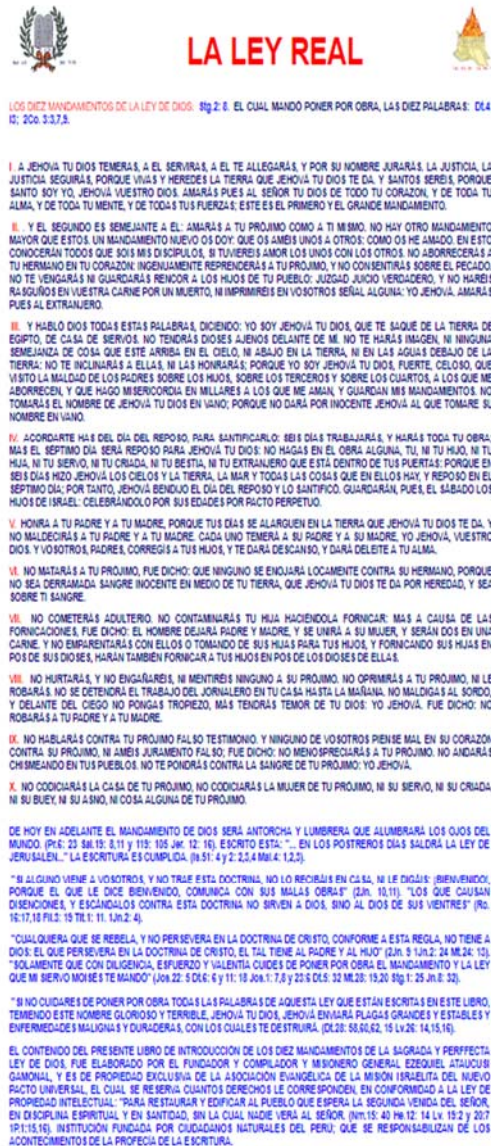 LA LEY REAL
LOS DIEZ MANDAMIENTOS DE LA LEY DE DIOS: Stg.2: 8. EL CUAL MANDÓ PONER POR OBRA, LAS DIEZ PALABRAS: Dt.4
13; 2Co. 3:3,7,9.
I. A JEHOVÁ TU DIOS TEMERÁS, A EL SERVIRÁS, A EL TE ALLEGARÁS, Y POR SU NOMBRE JURARÁS. LA JUSTICIA, LA
JUSTICIA SEGUIRÁS, PORQUE VIVAS Y HEREDES LA TIERRA QUE JEHOVÁ TU DIOS TE DA. Y SANTOS SERÉIS, PORQUE
SANTO SOY YO, JEHOVÁ VUESTRO DIOS. AMARÁS PUES AL SEÑOR TU DIOS DE TODO TU CORAZON, Y DE TODA TU
ALMA, Y DE TODA TU MENTE, Y DE TODAS TUS FUERZAS; ESTE ES EL PRIMERO Y EL GRANDE MANDAMIENTO.
II. . Y EL SEGUNDO ES SEMEJANTE A EL: AMARÁS A TU PRÓJIMO COMO A TI MISMO. NO HAY OTRO MANDAMIENTO
MAYOR QUE ESTOS. UN MANDAMIENTO NUEVO OS DOY: QUE OS AMÉIS UNOS A OTROS: COMO OS HE AMADO. EN ESTO
CONOCERÁN TODOS QUE SOIS MIS DISCÍPULOS, SI TUVIEREIS AMOR LOS UNOS CON LOS OTROS. NO ABORRECERÁS A
TU HERMANO EN TU CORAZÓN: INGENUAMENTE REPRENDERÁS A TU PRÓJIMO, Y NO CONSENTIRÁS SOBRE EL PECADO.
NO TE VENGARÁS NI GUARDARÁS RENCOR A LOS HIJOS DE TU PUEBLO: JUZGAD JUICIO VERDADERO, Y NO HARÉIS
RASGUÑOS EN VUESTRA CARNE POR UN MUERTO, NI IMPRIMIRÉIS EN VOSOTROS SEÑAL ALGUNA: YO JEHOVÁ. AMARÁS
PUES AL EXTRANJERO.
III. Y HABLÓ DIOS TODAS ESTAS PALABRAS, DICIENDO: YO SOY JEHOVÁ TU DIOS, QUE TE SAQUÉ DE LA TIERRA DE
EGIPTO, DE CASA DE SIERVOS. NO TENDRÁS DIOSES AJENOS DELANTE DE MÍ. NO TE HARÁS IMAGEN, NI NINGUNA
SEMEJANZA DE COSA QUE ESTÉ ARRIBA EN EL CIELO, NI ABAJO EN LA TIERRA, NI EN LAS AGUAS DEBAJO DE LA
TIERRA: NO TE INCLINARÁS A ELLAS, NI LAS HONRARÁS; PORQUE YO SOY JEHOVÁ TU DIOS, FUERTE, CELOSO, QUE
VISITO LA MALDAD DE LOS PADRES SOBRE LOS HIJOS, SOBRE LOS TERCEROS Y SOBRE LOS CUARTOS, A LOS QUE ME
ABORRECEN, Y QUE HAGO MISERICORDIA EN MILLARES A LOS QUE ME AMAN, Y GUARDAN MIS MANDAMIENTOS. NO
TOMARÁS EL NOMBRE DE JEHOVÁ TU DIOS EN VANO; PORQUE NO DARÁ POR INOCENTE JEHOVÁ AL QUE TOMARE SU
NOMBRE EN VANO.
IV. ACORDARTE HAS DEL DÍA DEL REPOSO, PARA SANTIFICARLO: SEIS DÍAS TRABAJARÁS, Y HARÁS TODA TU OBRA;
MAS EL SÉPTIMO DÍA SERÁ REPOSO PARA JEHOVÁ TU DIOS: NO HAGAS EN EL OBRA ALGUNA, TÚ, NI TU HIJO, NI TU
HIJA, NI TU SIERVO, NI TU CRIADA, NI TU BESTIA, NI TU EXTRANJERO QUE ESTÁ DENTRO DE TUS PUERTAS: PORQUE EN
SEIS DÍAS HIZO JEHOVÁ LOS CIELOS Y LA TIERRA, LA MAR Y TODAS LAS COSAS QUE EN ELLOS HAY, Y REPOSÓ EN EL
SÉPTIMO DÍA; POR TANTO, JEHOVÁ BENDIJO EL DÍA DEL REPOSO Y LO SANTIFICÓ. GUARDARÁN, PUES, EL SÁBADO LOS
HIJOS DE ISRAEL: CELEBRÁNDOLO POR SUS EDADES POR PACTO PERPETUO.
V. HONRA A TU PADRE Y A TU MADRE, PORQUE TUS DÍAS SE ALARGUEN EN LA TIERRA QUE JEHOVÁ TU DIOS TE DA. Y
NO MALDECIRÁS A TU PADRE Y A TU MADRE. CADA UNO TEMERÁ A SU PADRE Y A SU MADRE, YO JEHOVÁ, VUESTRO
DIOS. Y VOSOTROS, PADRES, CORREGÍS A TUS HIJOS, Y TE DARÁ DESCANSO, Y DARÁ DELEITE A TU ALMA.
VI. NO MATARÁS A TU PRÓJIMO, FUE DICHO: QUE NINGUNO SE ENOJARÁ LOCAMENTE CONTRA SU HERMANO, PORQUE
NO SEA DERRAMADA SANGRE INOCENTE EN MEDIO DE TU TIERRA, QUE JEHOVÁ TU DIOS TE DA POR HEREDAD, Y SEA
SOBRE TI SANGRE.
VII. NO COMETERÁS ADULTERIO. NO CONTAMINARÁS TU HIJA HACIÉNDOLA FORNICAR: MAS A CAUSA DE LAS
FORNICACIONES, FUE DICHO: EL HOMBRE DEJARÁ PADRE Y MADRE, Y SE UNIRÁ A SU MUJER, Y SERÁN DOS EN UNA
CARNE. Y NO EMPARENTARÁS CON ELLOS O TOMANDO DE SUS HIJAS PARA TUS HIJOS, Y FORNICANDO SUS HIJAS EN
POS DE SUS DIOSES, HARÁN TAMBIÉN FORNICAR A TUS HIJOS EN POS DE LOS DIOSES DE ELLAS.
VIII. NO HURTARÁS, Y NO ENGAÑARÉIS, NI MENTIRÉIS NINGUNO A SU PRÓJIMO. NO OPRIMIRÁS A TU PRÓJIMO, NI LE
ROBARÁS. NO SE DETENDRÁ EL TRABAJO DEL JORNALERO EN TU CASA HASTA LA MAÑANA. NO MALDIGAS AL SORDO,
Y DELANTE DEL CIEGO NO PONGAS TROPIEZO, MAS TENDRÁS TEMOR DE TU DIOS: YO JEHOVÁ. FUE DICHO: NO
ROBARÁS A TU PADRE Y A TU MADRE.
IX. NO HABLARÁS CONTRA TU PRÓJIMO FALSO TESTIMONIO. Y NINGUNO DE VOSOTROS PIENSE MAL EN SU CORAZÓN
CONTRA SU PRÓJIMO, NI AMÉIS JURAMENTO FALSO; FUE DICHO: NO MENOSPRECIARÁS A TU PRÓJIMO. NO ANDARÁS
CHISMEANDO EN TUS PUEBLOS. NO TE PONDRÁS CONTRA LA SANGRE DE TU PRÓJIMO: YO JEHOVÁ.
X. NO CODICIARÁS LA CASA DE TU PRÓJIMO, NO CODICIARÁS LA MUJER DE TU PRÓJIMO, NI SU SIERVO, NI SU CRIADA,
NI SU BUEY, NI SU ASNO, NI COSA ALGUNA DE TU PRÓJIMO.
DE HOY EN ADELANTE EL MANDAMIENTO DE DIOS SERÁ ANTORCHA Y LUMBRERA QUE ALUMBRARÁ LOS OJOS DEL
MUNDO. (Pr.6: 23 Sal.19: 8,11 y 119: 105 Jer. 12: 16). ESCRITO ESTA: "... EN LOS POSTREROS DÍAS SALDRÁ LA LEY DE
JERUSALEN..." LA ESCRITURA ES CUMPLIDA. (Is.51: 4 y 2: 2,3,4 Mal.4: 1,2,3).
"SI ALGUNO VIENE A VOSOTROS, Y NO TRAE ESTA DOCTRINA, NO LO RECIBÁIS EN CASA, NI LE DIGÁIS: ¡BIENVENIDO!,
PORQUE EL QUE LE DICE BIENVENIDO, COMUNICA CON SUS MALAS OBRAS" (2Jn. 10,11). "LOS QUE CAUSAN
DISENCIONES, Y ESCÁNDALOS CONTRA ESTA DOCTRINA NO SIRVEN A DIOS, SINO AL DIOS DE SUS VIENTRES" (Ro.
16:17,18 Fil.3: 19 Tit.1: 11. 1Jn.2: 4).
"CUALQUIERA QUE SE REBELA, Y NO PERSEVERA EN LA DOCTRINA DE CRISTO, CONFORME A ESTA REGLA, NO TIENE A
DIOS: EL QUE PERSEVERA EN LA DOCTRINA DE CRISTO, EL TAL TIENE AL PADRE Y AL HIJO" (2Jn. 9 1Jn.2: 24 Mt.24: 13).
"SOLAMENTE QUE CON DILIGENCIA, ESFUERZO Y VALENTÍA CUIDES DE PONER POR OBRA EL MANDAMIENTO Y LA LEY
QUE MI SIERVO MOISÉS TE MANDÓ" (Jos.22: 5 Dt.6: 6 y 11: 18 Jos.1: 7,8 y 23:6 Dt.5: 32 Mt.28: 19,20 Stg.1: 25 Jn.8: 32).
"SI NO CUIDARES DE PONER POR OBRA TODAS LAS PALABRAS DE AQUESTA LEY QUE ESTÁN ESCRITAS EN ESTE LIBRO,
TEMIENDO ESTE NOMBRE GLORIOSO Y TERRIBLE, JEHOVÁ TU DIOS, JEHOVÁ ENVIARÁ PLAGAS GRANDES Y ESTABLES Y
ENFERMEDADES MALIGNAS Y DURADERAS, CON LOS CUALES TE DESTRUIRÁ. (Dt.28: 58,60,62, 15 Lv.26: 14,15,16).
EL CONTENIDO DEL PRESENTE LIBRO DE INTRODUCCIÓN DE LOS DIEZ MANDAMIENTOS DE LA SAGRADA Y PERFFECTA
LEY DE DIOS, FUE ELABORADO POR EL FUNDADOR Y COMPILADOR Y MISIONERO GENERAL EZEQUIEL ATAUCUSI
GAMONAL, Y ES DE PROPIEDAD EXCLUSIVA DE LA ASOCIACIÓN EVANGÉLICA DE LA MISIÓN ISRAELITA DEL NUEVO
PACTO UNIVERSAL, EL CUAL SE RESERVA CUANTOS DERECHOS LE CORRESPONDEN, EN CONFORMIDAD A LA LEY DE
PROPIEDAD INTELECTUAL: "PARA RESTAURAR Y EDIFICAR AL PUEBLO QUE ESPERA LA SEGUNDA VENIDA DEL SEÑOR,
EN DISCIPLINA ESPIRITUAL Y EN SANTIDAD, SIN LA CUAL NADIE VERÁ AL SEÑOR. (Nm.15: 40 He.12: 14 Lv. 19:2 y 20:7
1P.1:15,16). INSTITUCIÓN FUNDADA POR CIUDADANOS NATURALES DEL PERÚ; QUE SE RESPONSABILIZAN DE LOS
ACONTECIMIENTOS DE LA PROFECÍA DE LA ESCRITURA.